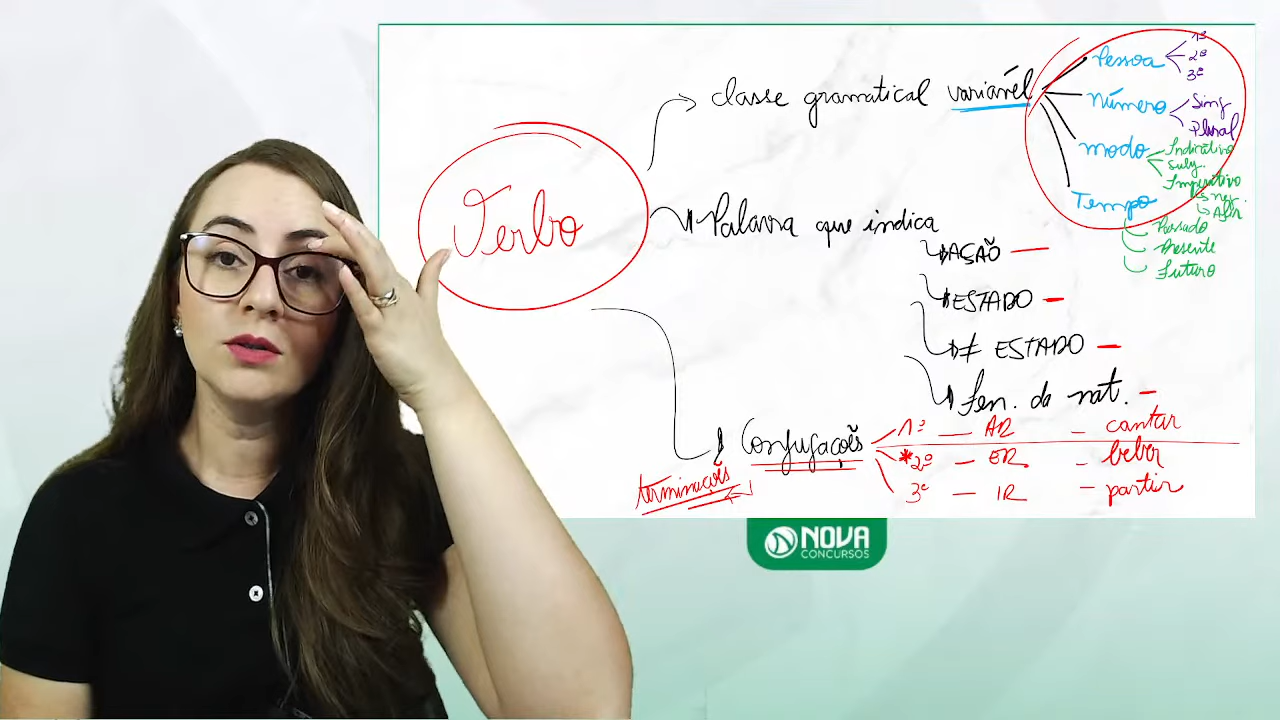 Verbo
classe gramatical variável
Pessoa
1ª
2ª
3ª
Número
Sing
Plural
modo
Indicativo
Subj.
Imperativo
neg.
Afir
Tempo
Passado
Presente
Futuro
Palavra que indica
AÇÃO
ESTADO
≠ ESTADO
Fen. da nat.
Conjugações
terminações
1ª — AR - cantar
*2ª — ER - beber
3ª — IR - partir
NOVA
CONCURSOS